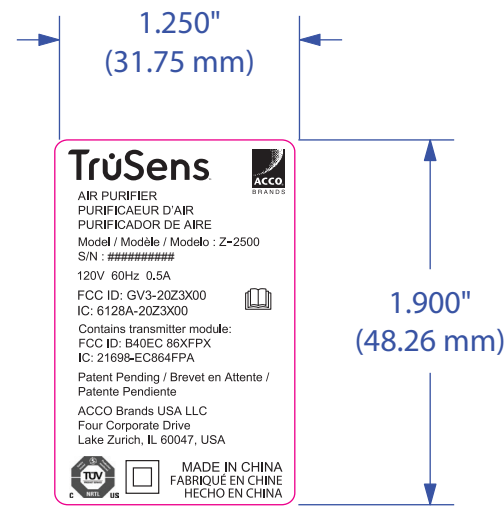 1.250"
(31.75 mm)
TruSens
ACCO
BRANDS
AIR PURIFIER
PURIFICAEUR D'AIR
PURIFICADOR DE AIRE
Model / Modèle / Modelo : Z-2500
S/N : ##########
120V 60Hz 0.5A
FCC ID: GV3-20Z3X00
IC: 6128A-20Z3X00
Contains transmitter module:
FCC ID: B40EC 86XFPX
IC: 21698-EC864FPA
Patent Pending / Brevet en Attente /
Patente Pendiente
ACCO Brands USA LLC
Four Corporate Drive
Lake Zurich, IL 60047, USA
TÜV
NRTL
C US
MADE IN CHINA
FABRIQUÉ EN CHINE
HECHO EN CHINA
1.900"
(48.26 mm)